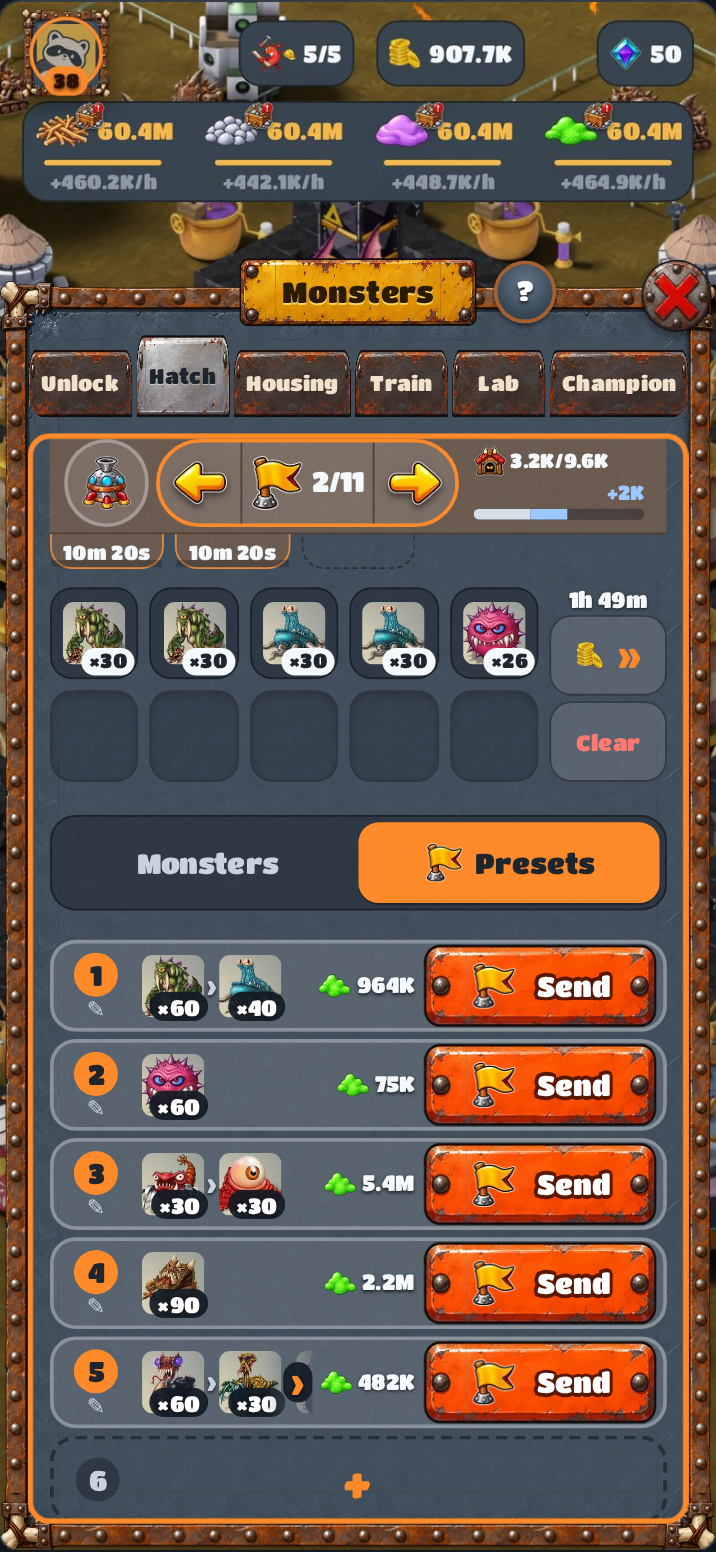 38
5/5
907.7K
50
60.4M
60.4M
60.4M
60.4M
+460.2K/h
+442.1K/h
+448.7K/h
+464.9K/h
Monsters
?
Unlock
Hatch
Housing
Train
Lab
Champion
2/11
3.2K/9.6K
+2K
10m 20s
10m 20s
1h 49m
×30
×30
×30
×30
×26
Clear
Monsters
Presets
1
×60
×40
964K
Send
2
×60
75K
Send
3
×30
×30
5.4M
Send
4
×90
2.2M
Send
5
×60
×30
482K
Send
6